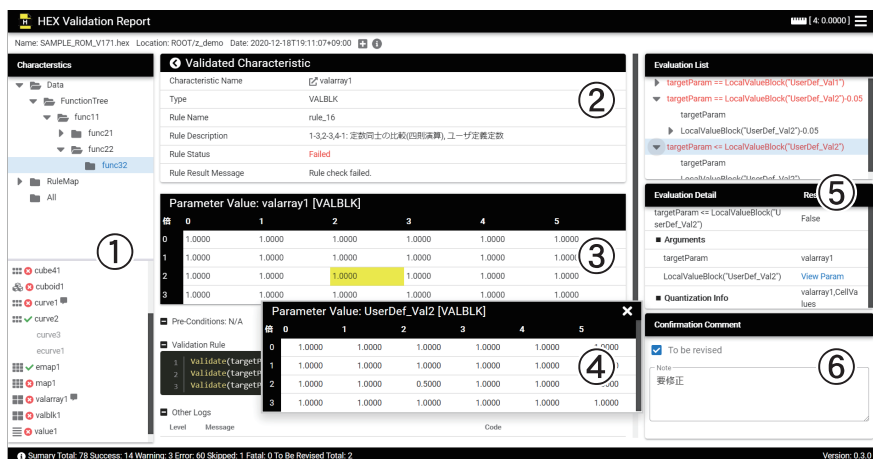 HEX Validation Report
[ 4: 0.0000 ]
Name: SAMPLE_ROM_V171.hex Location: ROOT/z_demo Date: 2020-12-18T19:11:07+09:00
Characterstics
Data
FunctionTree
func11
func21
func22
func32
RuleMap
All
①
cube41
cuboid1
curve1
curve2
curve3
ecurve1
emap1
map1
valarray1
valblk1
value1
Validated Characteristic
Characteristic Name valarray1
Type VALBLK
Rule Name rule_16
Rule Description 1-3,2-3,4-1: 定数同士の比較(四則演算), ユーザ定義定数
Rule Status Failed
Rule Result Message Rule check failed.
②
Parameter Value: valarray1 [VALBLK]
倍 0 1 2 3 4 5
0 1.0000 1.0000 1.0000 1.0000 1.0000 1.0000
1 1.0000 1.0000 1.0000 1.0000 1.0000 1.000
2 1.0000 1.0000 1.0000 1.0000 1.0000 1.0000
3 1.0000 1.0000 1.0000 1.0000 1.0000 1.0000
③
Pre-Conditions: N/A
Validation Rule
1 Validate(targetP
2 Validate(targetP
3 Validate(targetP
Other Logs
Level Message Code
Parameter Value: UserDef_Val2 [VALBLK]
倍 0 1 2 3 4 5
0 1.0000 1.0000 1.0000 1.0000 1.0000 1.0000
1 1.0000 1.0000 1.0000 1.0000 1.0000
2 1.0000 1.0000 0.5000 1.0000 1.0000 1.0000
3 1.0000 1.0000 1.0000 1.0000 1.0000 1.0000
④
Evaluation List
targetParam == LocalValueBlock("UserDef_Val1")
targetParam == LocalValueBlock("UserDef_Val2")-0.05
targetParam
LocalValueBlock("UserDef_Val2")-0.05
targetParam <= LocalValueBlock("UserDef_Val2")
targetParam
LocalValueBlock("UserDef_Val2")
Evaluation Detail Res
⑤
targetParam <= LocalValueBlock("U
serDef_Val2") False
■ Arguments
targetParam valarray1
LocalValueBlock("UserDef_Val2") View Param
■ Quantization Info valarray1,CellVa
lues
Confirmation Comment
To be revised
⑥
Note
要修正
Sumary Total: 78 Success: 14 Warning: 3 Error: 60 Skipped: 1 Fatal: 0 To Be Revised Total: 2
Version: 0.3.0